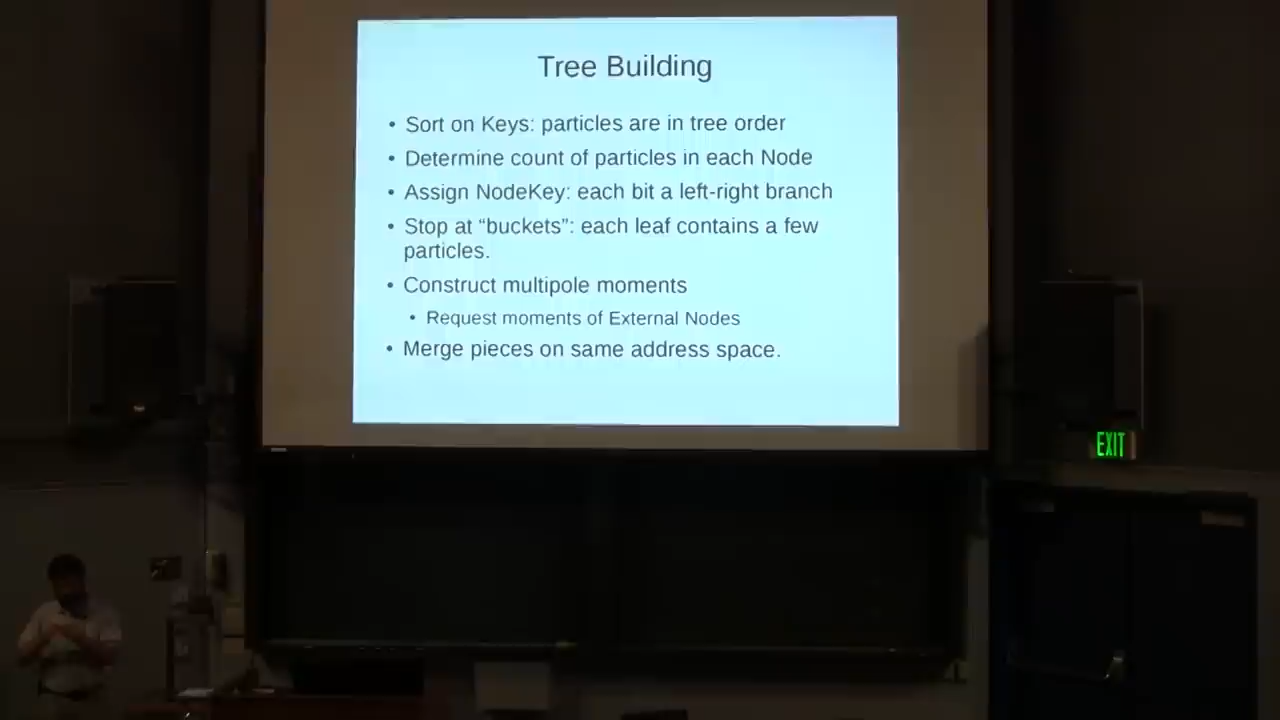 Tree Building
• Sort on Keys: particles are in tree order
• Determine count of particles in each Node
• Assign NodeKey: each bit a left-right branch
• Stop at “buckets”: each leaf contains a few
particles.
• Construct multipole moments
• Request moments of External Nodes
• Merge pieces on same address space.
EXIT